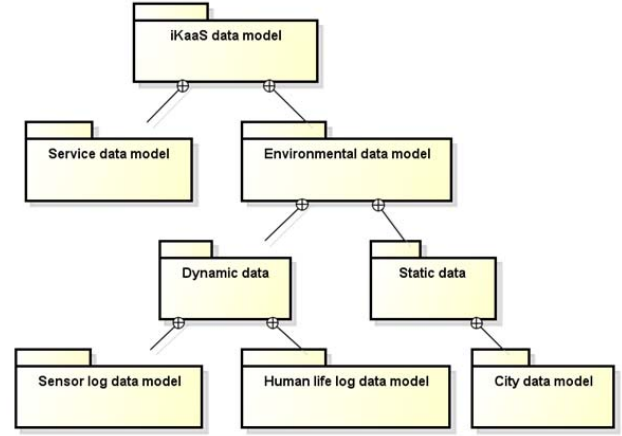 iKaaS data model
Service data model
Environmental data model
Dynamic data
Static data
Sensor log data model
Human life log data model
City data model